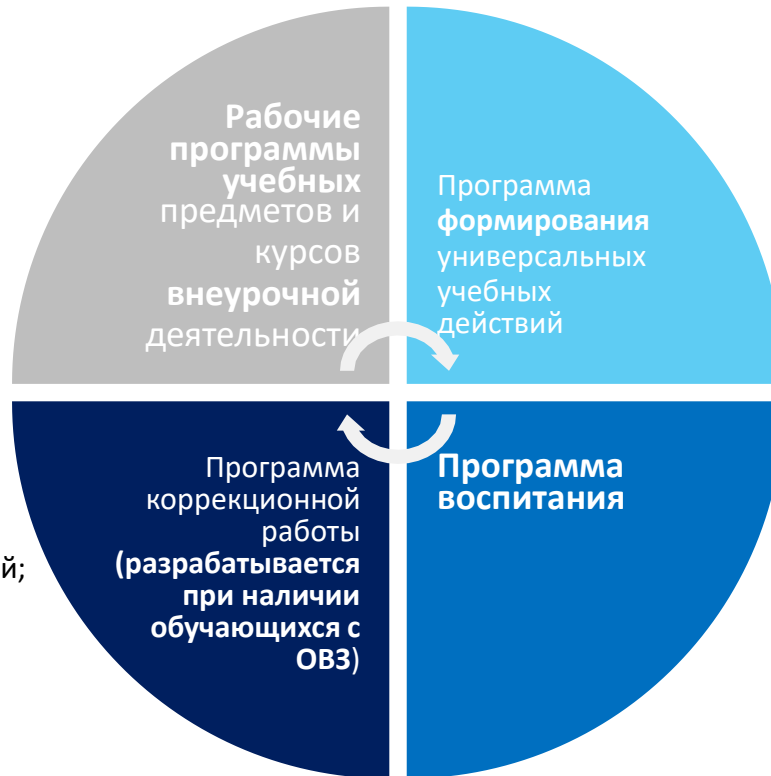 Рабочие
программы
учебных
предметов и
курсов
внеурочной
деятельности
Программа
формирования
универсальных
учебных
действий
Программа
коррекционной
работы
(разрабатывается
при наличии
обучающихся с
ОВЗ)
Программа
воспитания
й;